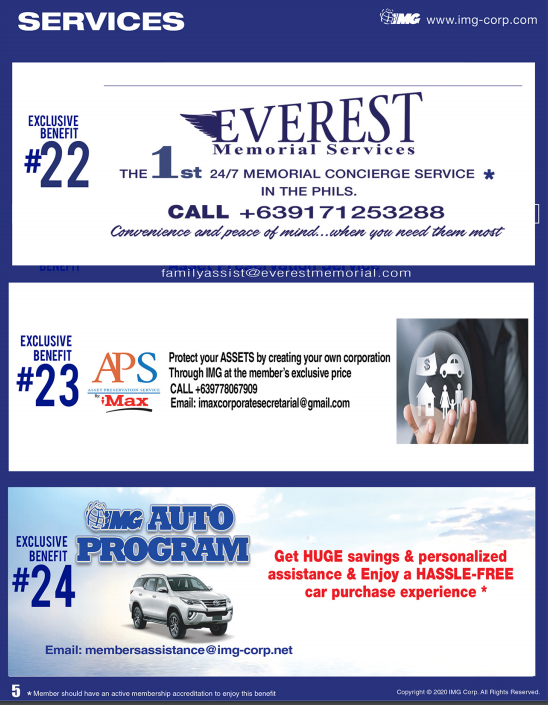 SERVICES
IMG www.img-corp.com
EXCLUSIVE
BENEFIT
#22
EVEREST
Memorial Services
THE 1st 24/7 MEMORIAL CONCIERGE SERVICE *
IN THE PHILS.
CALL +639171253288
Convenience and peace of mind...when you need them most
BENEFIT
familyassist@everestmemorial.com
EXCLUSIVE
BENEFIT
#23
APS
ASSET PRESERVATION SERVICE
by iMax
Protect your ASSETS by creating your own corporation
Through IMG at the member's exclusive price
CALL +639778067909
Email: imaxcorporatesecretarial@gmail.com
$
EXCLUSIVE
BENEFIT
#24
IMG AUTO
PROGRAM
Get HUGE savings & personalized
assistance & Enjoy a HASSLE-FREE
car purchase experience *
Email: membersassistance@img-corp.net
5 * Member should have an active membership accreditation to enjoy this benefit
Copyright © 2020 IMG Corp. All Rights Reserved.